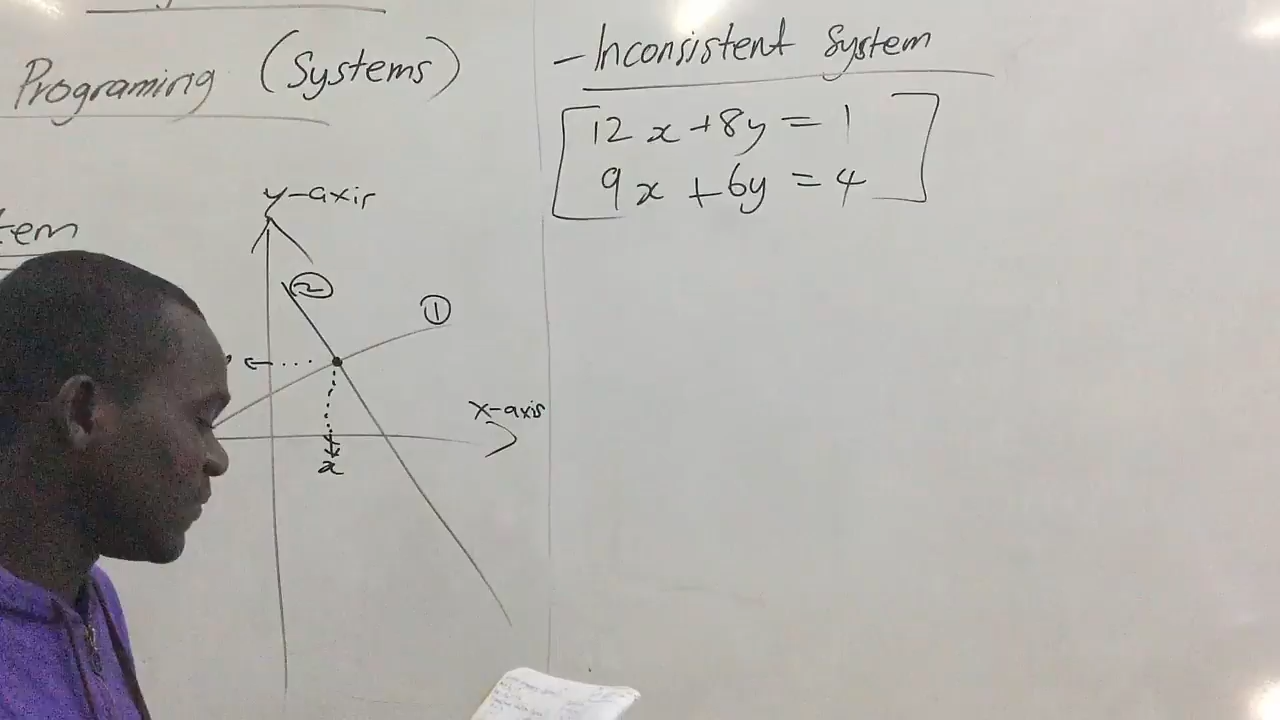 Programing (Systems)
tem
y-axis
②
①
x-axis
x
- Inconsistent System
12x+8y = 1
9x + 6y = 4